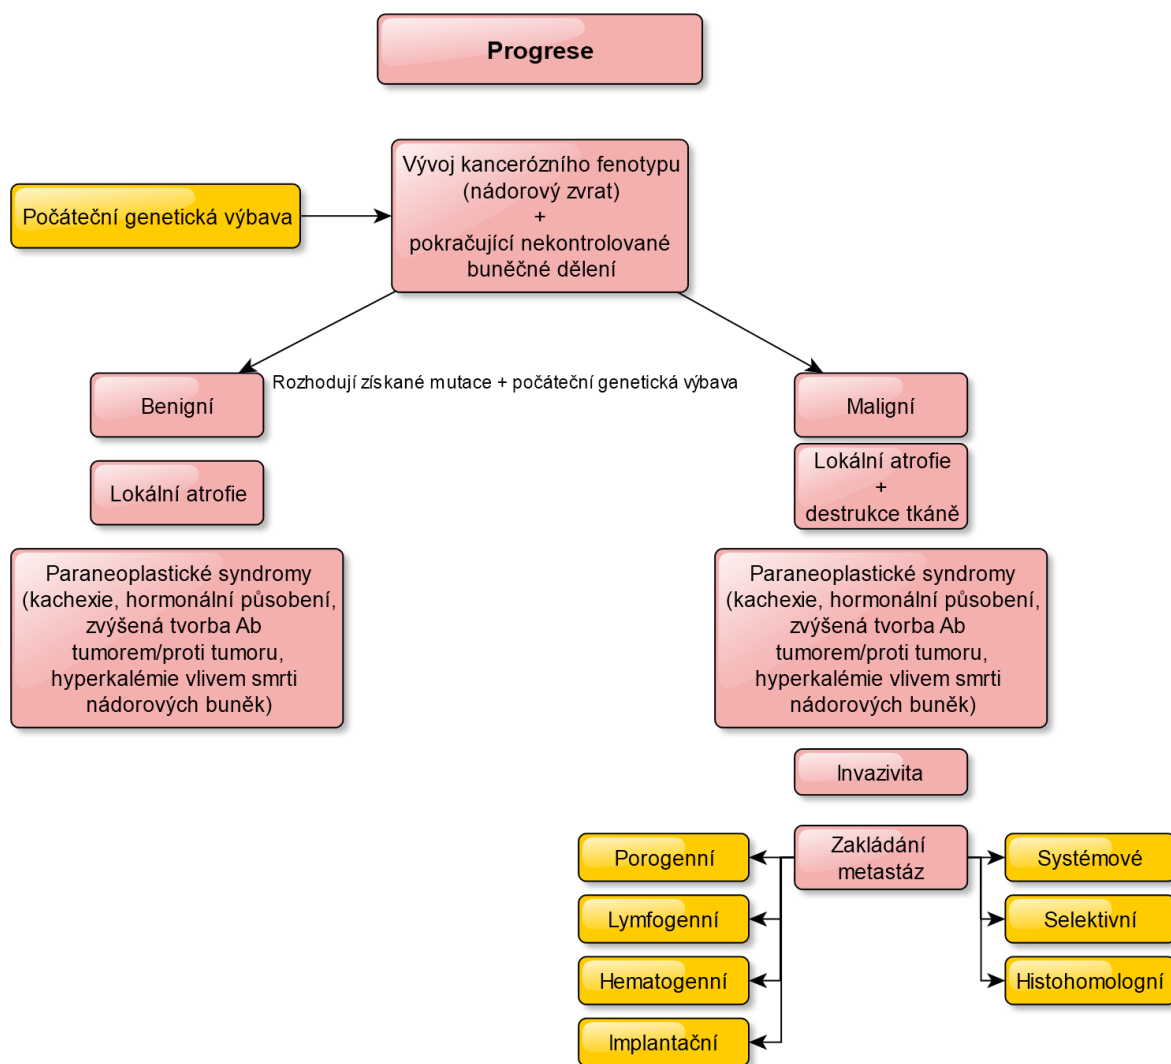 Progrese
Počáteční genetická výbava
Vývoj kancerózního fenotypu
(nádorový zvrat)
+
pokračující nekontrolované
buněčné dělení
Rozhodují získané mutace + počáteční genetická výbava
Benigní
Lokální atrofie
Paraneoplastické syndromy
(kachexie, hormonální působení,
zvýšená tvorba Ab
tumorem/proti tumoru,
hyperkalémie vlivem smrti
nádorových buněk)
Maligní
Lokální atrofie
+
destrukce tkáně
Paraneoplastické syndromy
(kachexie, hormonální působení,
zvýšená tvorba Ab
tumorem/proti tumoru,
hyperkalémie vlivem smrti
nádorových buněk)
Invazivita
Zakládání
metastáz
Porogenní
Lymfogenní
Hematogenní
Implantační
Systémové
Selektivní
Histohomologní